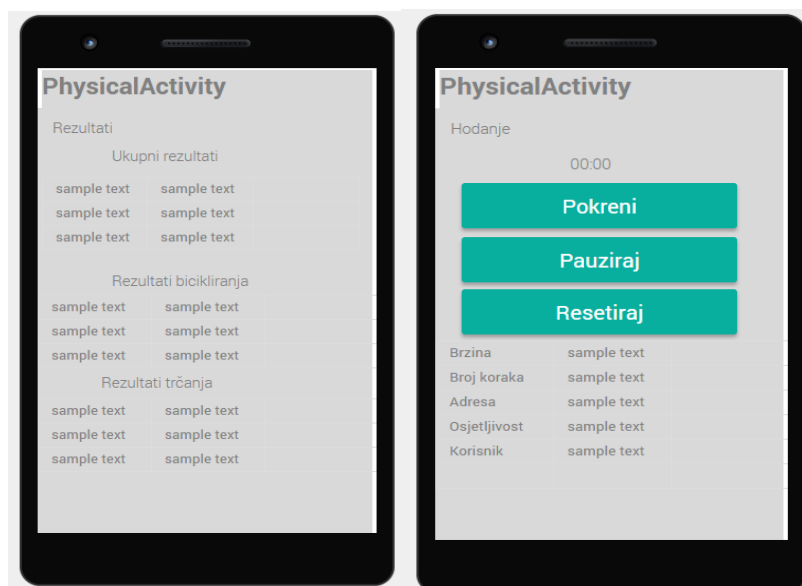 PhysicalActivity
Rezultati
Ukupni rezultati
sample text sample text
sample text sample text
sample text sample text
Rezultati bicikliranja
sample text sample text
sample text sample text
sample text sample text
Rezultati trčanja
sample text sample text
sample text sample text
sample text sample text
PhysicalActivity
Hodanje
00:00
Pokreni
Pauziraj
Resetiraj
Brzina sample text
Broj koraka sample text
Adresa sample text
Osjetljivost sample text
Korisnik sample text